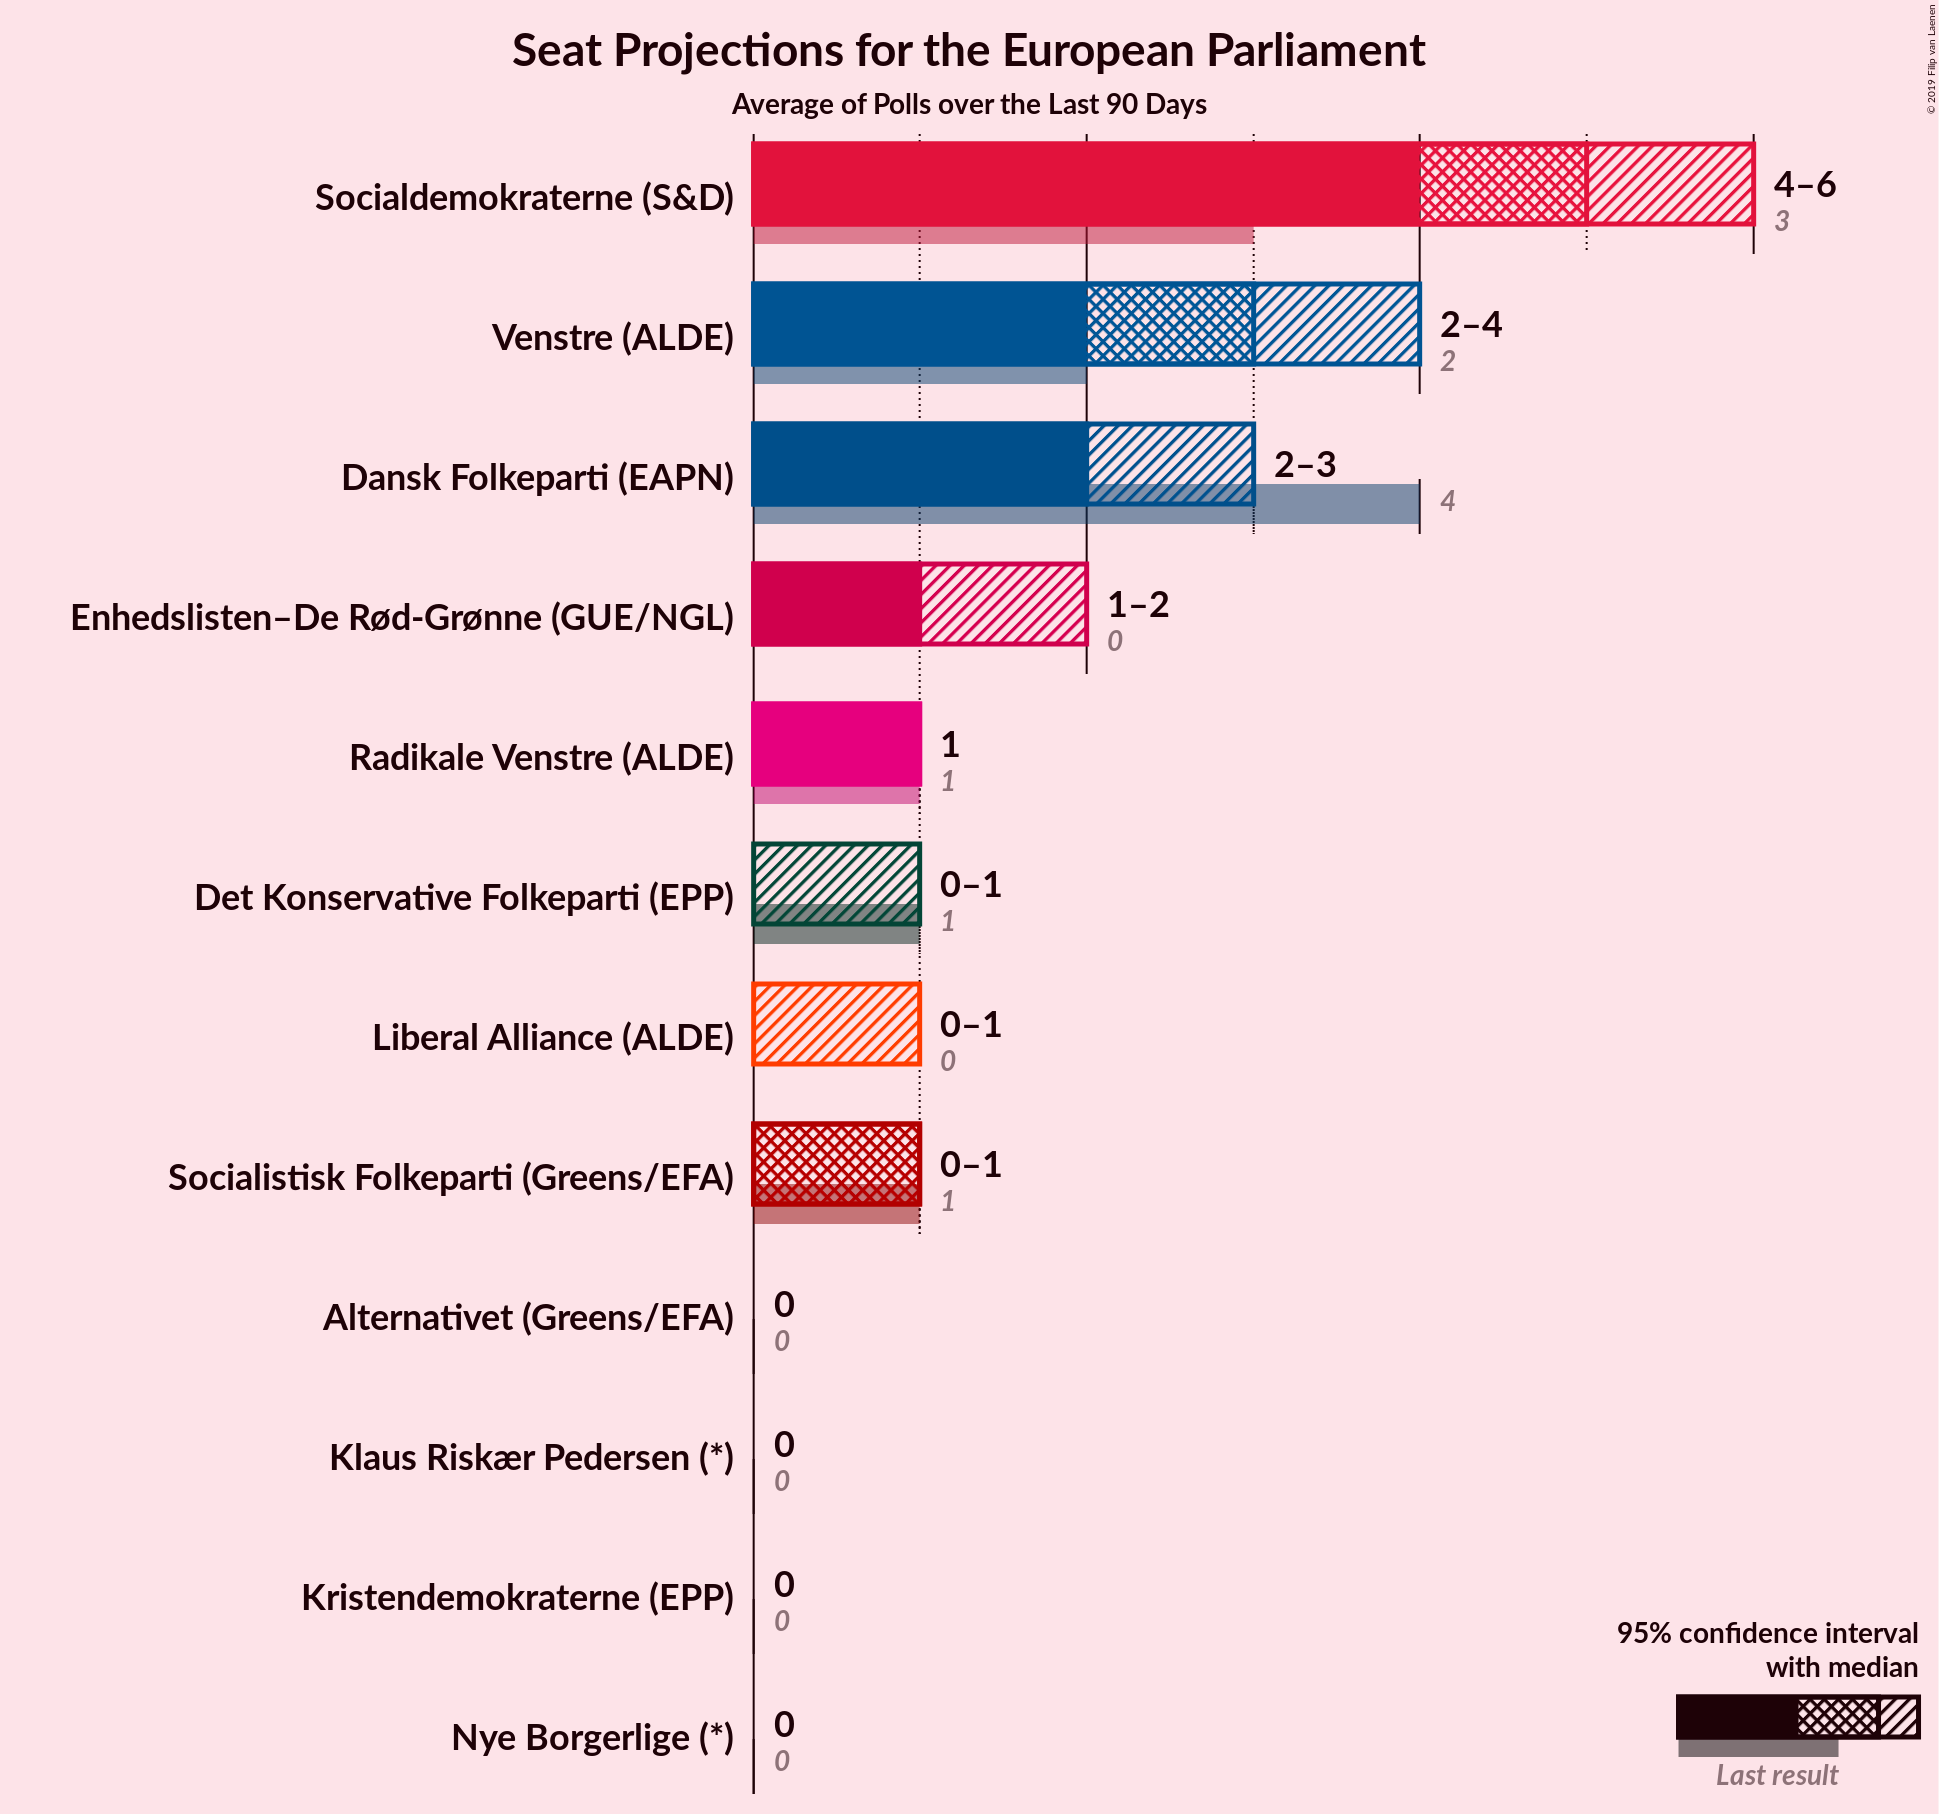 Seat Projections for the European Parliament
Average of Polls over the Last 90 Days
© 2019 Filip van Laenen
Socialdemokraterne (S&D)
4–6
3
Venstre (ALDE)
2–4
2
Dansk Folkeparti (EAPN)
2–3
4
Enhedslisten–De Rød-Grønne (GUE/NGL)
1–2
0
Radikale Venstre (ALDE)
1
1
Det Konservative Folkeparti (EPP)
0–1
1
Liberal Alliance (ALDE)
0–1
0
Socialistisk Folkeparti (Greens/EFA)
0–1
1
Alternativet (Greens/EFA)
0
0
Klaus Riskær Pedersen (*)
0
0
Kristendemokraterne (EPP)
0
0
Nye Borgerlige (*)
0
0
95% confidence interval
with median
Last result